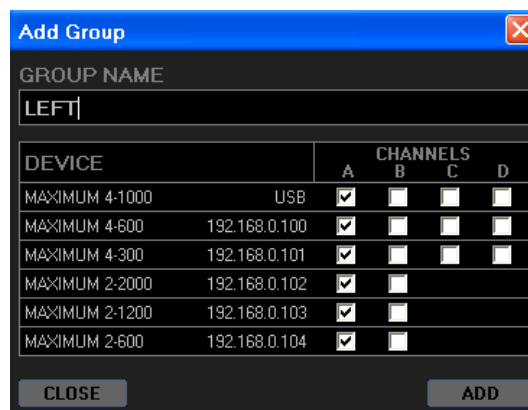 Add Group
GROUP NAME
LEFT
DEVICE CHANNELS
A B C D
MAXIMUM 4-1000 USB
MAXIMUM 4-600 192.168.0.100
MAXIMUM 4-300 192.168.0.101
MAXIMUM 2-2000 192.168.0.102
MAXIMUM 2-1200 192.168.0.103
MAXIMUM 2-600 192.168.0.104
CLOSE ADD